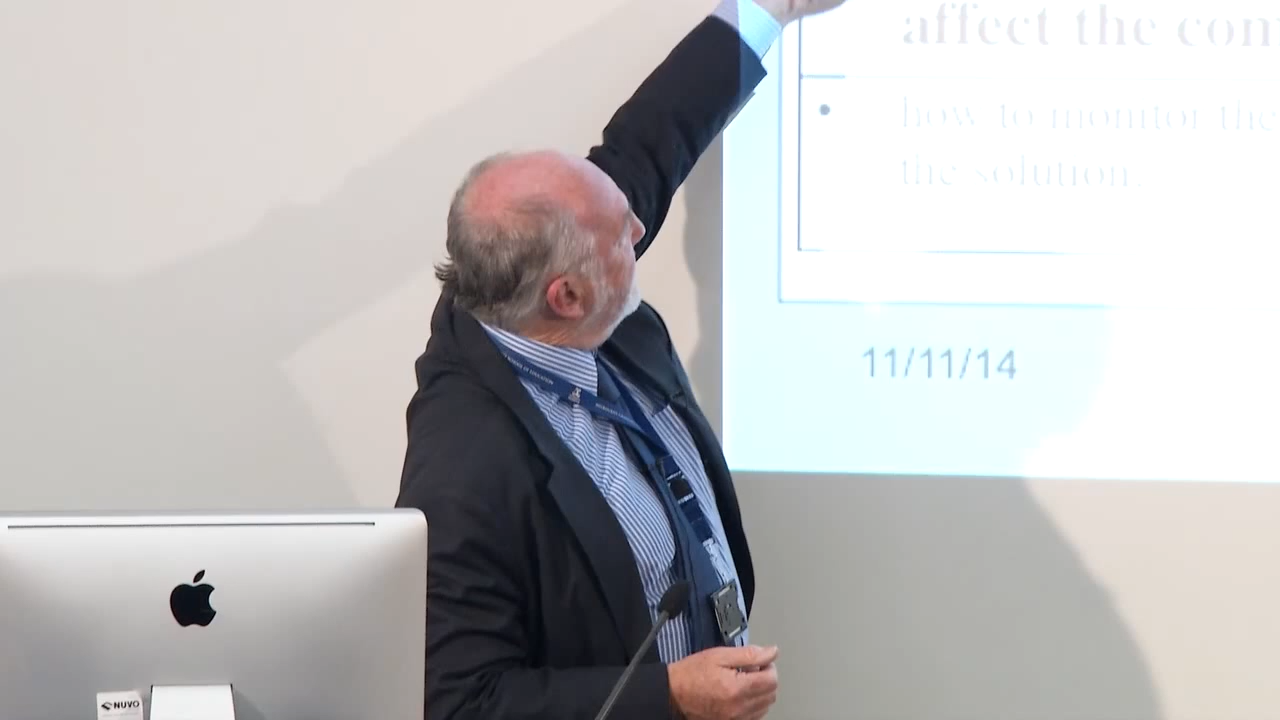 affect the con
how to monitor the
the solution.
11/11/14
NUVO